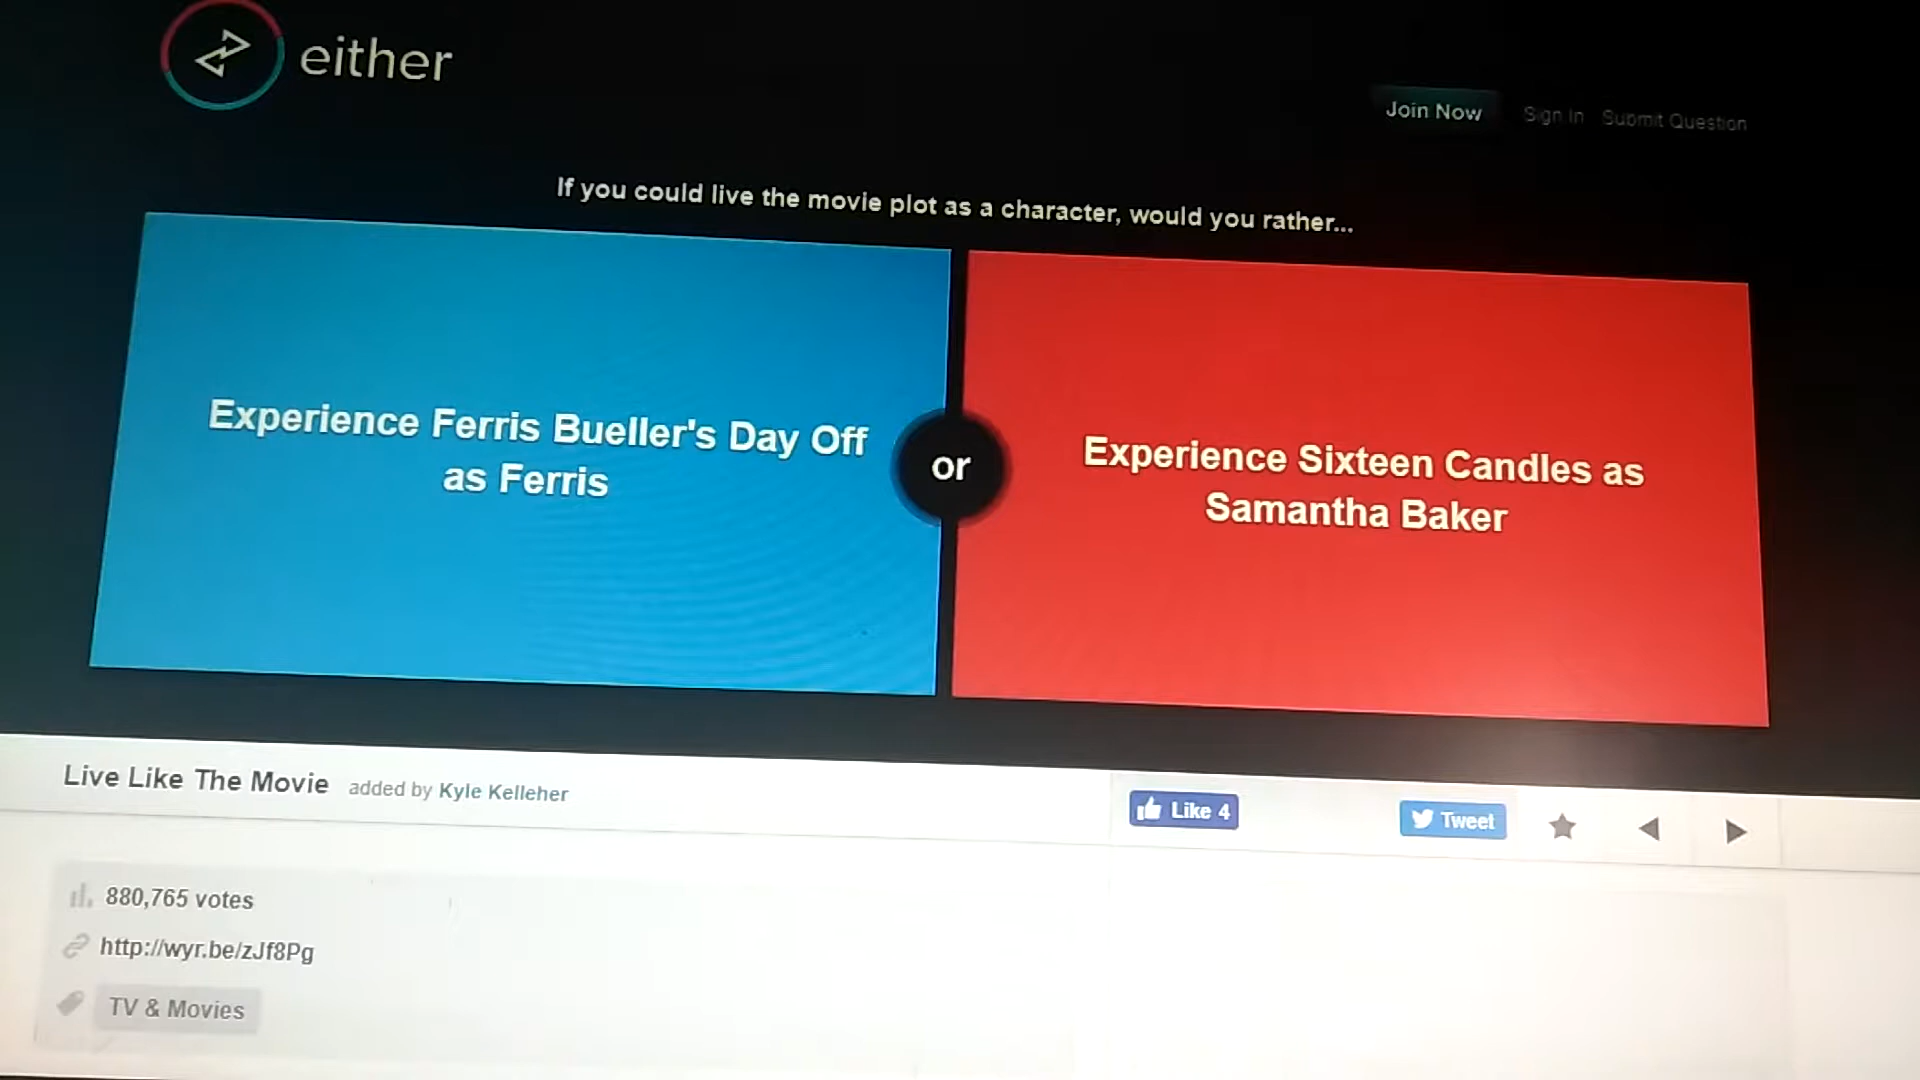 either
Join Now Sign In Submit Question
If you could live the movie plot as a character, would you rather...
Experience Ferris Bueller's Day Off
as Ferris
or
Experience Sixteen Candles as
Samantha Baker
Live Like The Movie added by Kyle Kelleher
Like 4
Tweet
880,765 votes
http://wyr.be/zJf8Pg
TV & Movies